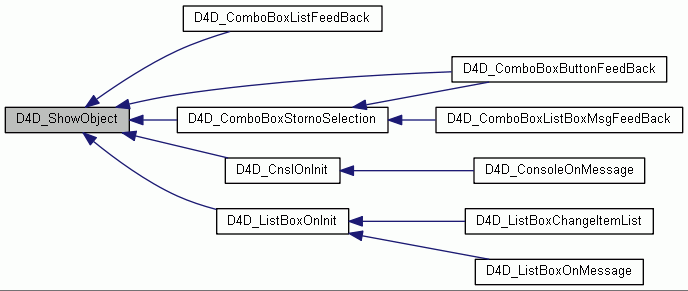 D4D_ComboBoxListFeedBack
D4D_ComboBoxButtonFeedBack
D4D_ShowObject
D4D_ComboBoxStornoSelection
D4D_ComboBoxListBoxMsgFeedBack
D4D_CnslOnInit
D4D_ConsoleOnMessage
D4D_ListBoxOnInit
D4D_ListBoxChangeItemList
D4D_ListBoxOnMessage